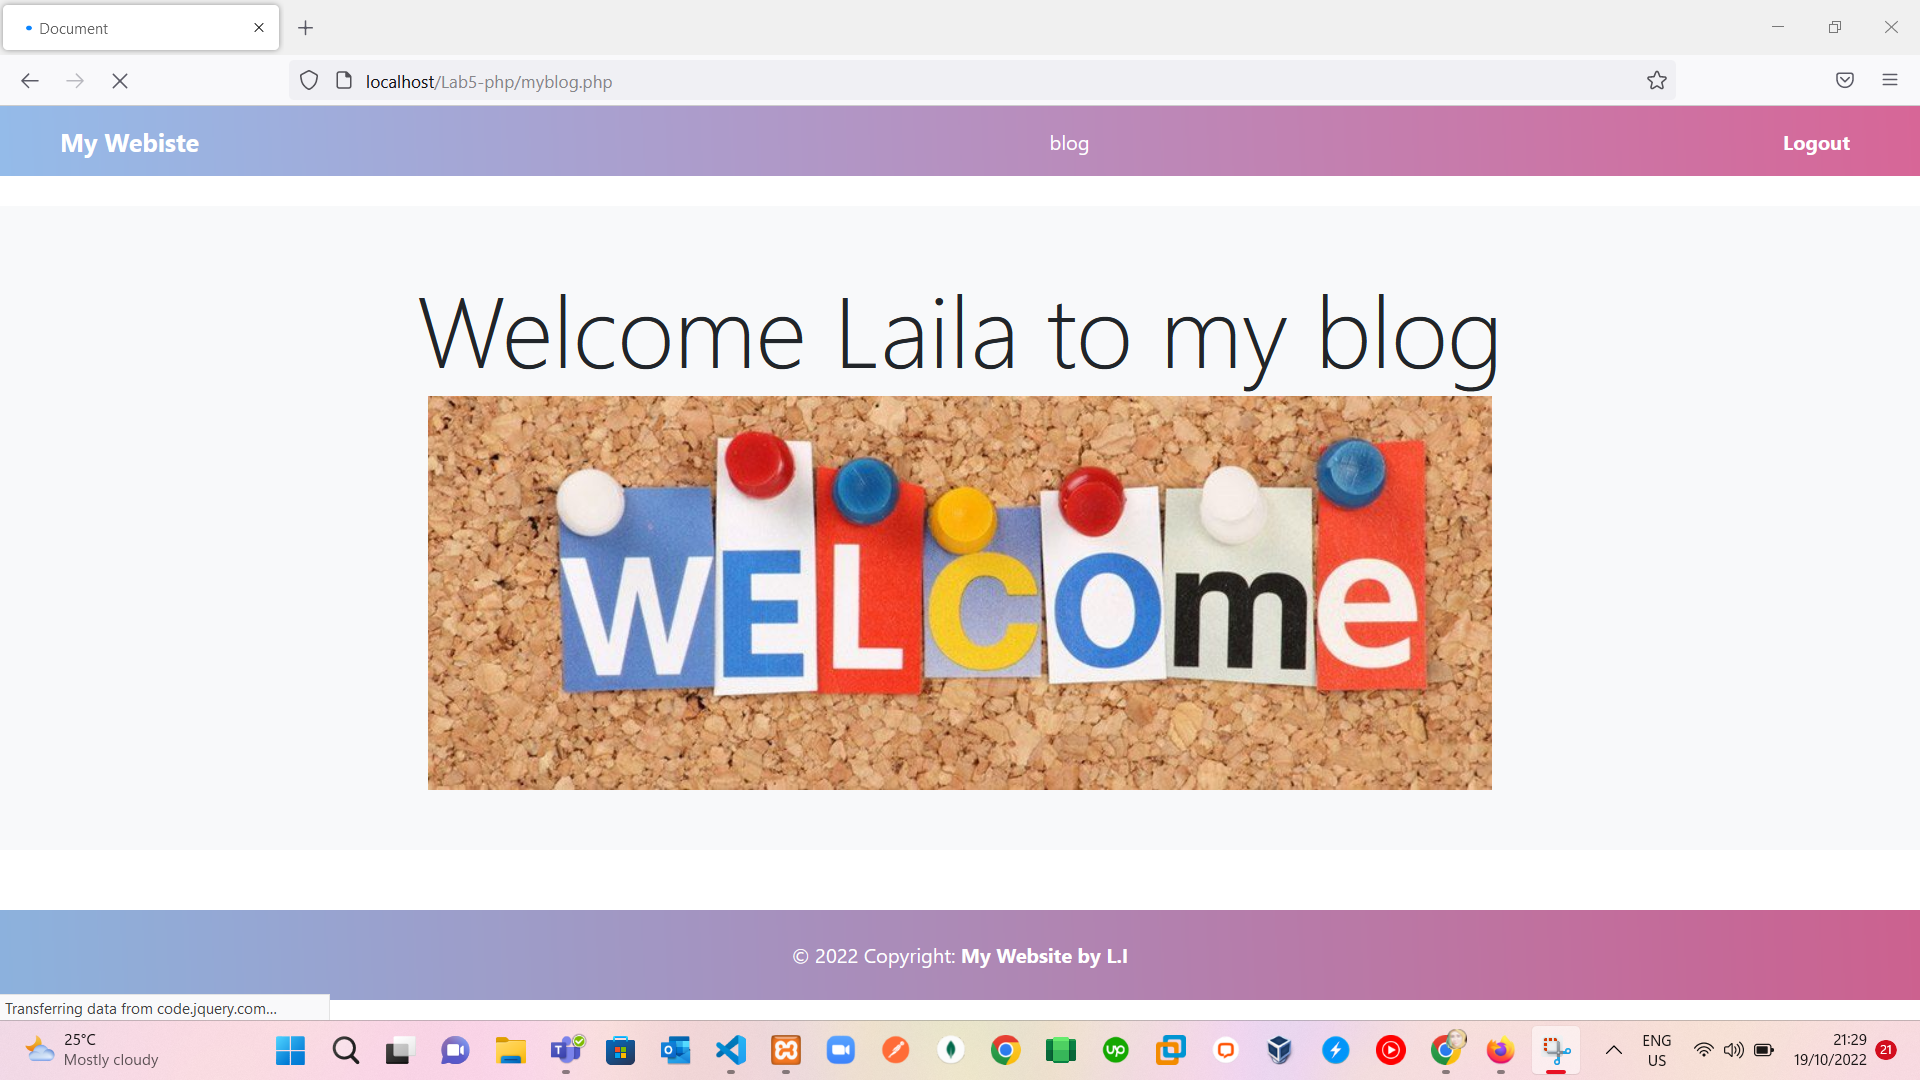 Document
localhost/Lab5-php/myblog.php
My Webiste
blog
Logout
Welcome Laila to my blog
WELcome
© 2022 Copyright: My Website by L.I
Transferring data from code.jquery.com...
25°C
Mostly cloudy
ENG
US
21:29
19/10/2022
21